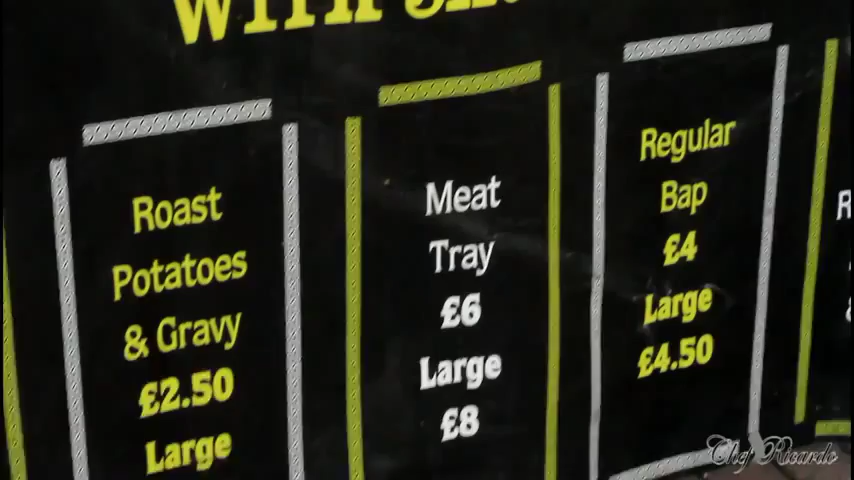 WITH
Roast
Potatoes
& Gravy
£2.50
Large
Meat
Tray
£6
Large
£8
Regular
Bap
£4
Large
£4.50
R
&
Chef Ricardo